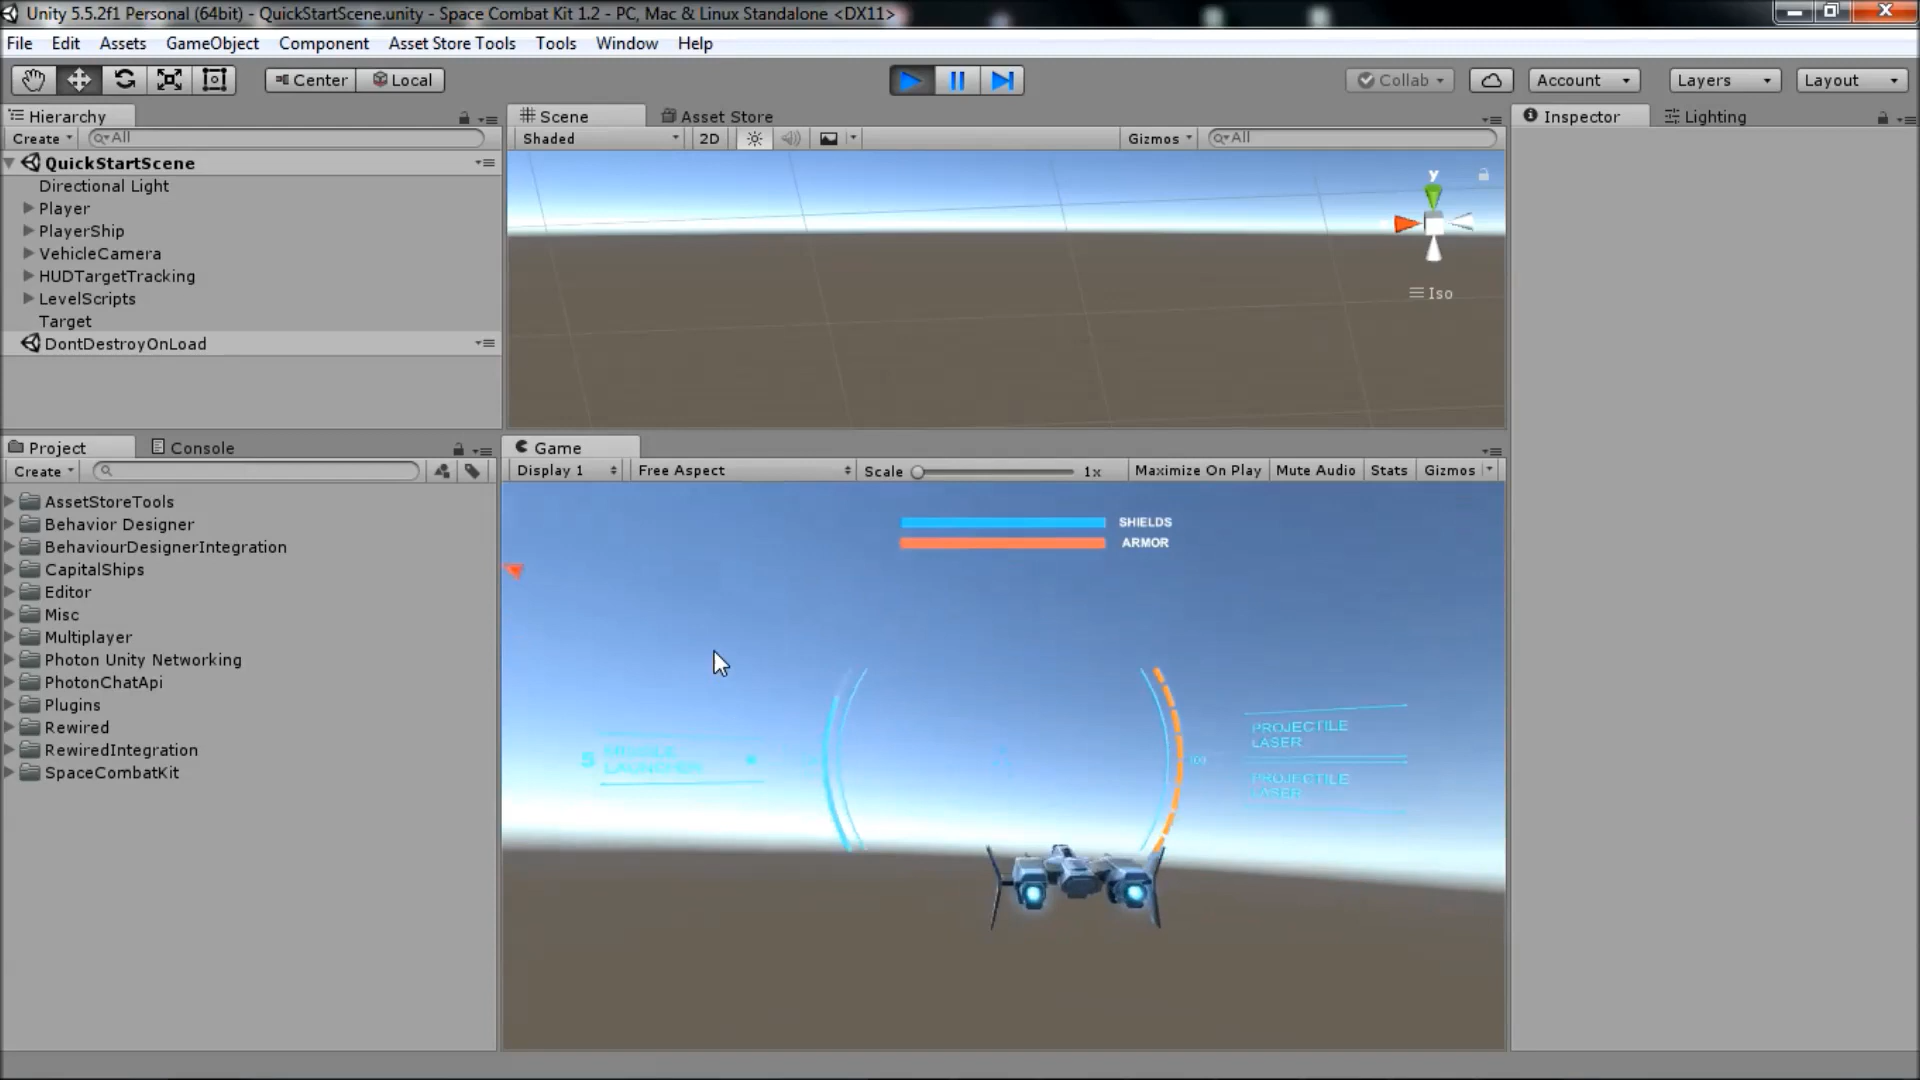 Unity 5.5.2f1 Personal (64bit) - QuickStartScene.unity - Space Combat Kit 1.2 - PC, Mac & Linux Standalone <DX11>
File Edit Assets GameObject Component Asset Store Tools Tools Window Help
Center Local Collab Account Layers Layout
Hierarchy
Create All
QuickStartScene
Directional Light
Player
PlayerShip
VehicleCamera
HUDTargetTracking
LevelScripts
Target
DontDestroyOnLoad
Scene Asset Store
Shaded 2D Gizmos All
y
Iso
Inspector Lighting
Project Console
Create
AssetStoreTools
Behavior Designer
BehaviourDesignerIntegration
CapitalShips
Editor
Misc
Multiplayer
Photon Unity Networking
PhotonChatApi
Plugins
Rewired
RewiredIntegration
SpaceCombatKit
Game
Display 1 Free Aspect Scale 1x Maximize On Play Mute Audio Stats Gizmos
SHIELDS
ARMOR
5 MISSILE
LAUNCHER
PROJECTILE
LASER
PROJECTILE
LASER